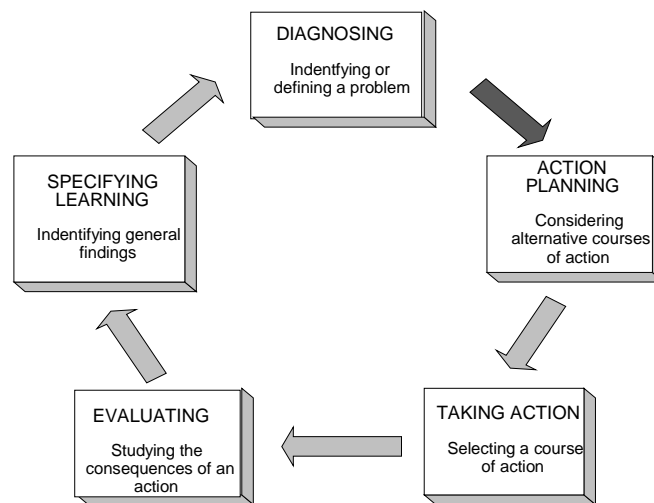 DIAGNOSING
Indentfying or
defining a problem
ACTION
PLANNING
Considering
alternative courses
of action
TAKING ACTION
Selecting a course
of action
EVALUATING
Studying the
consequences of an
action
SPECIFYING
LEARNING
Indentifying general
findings